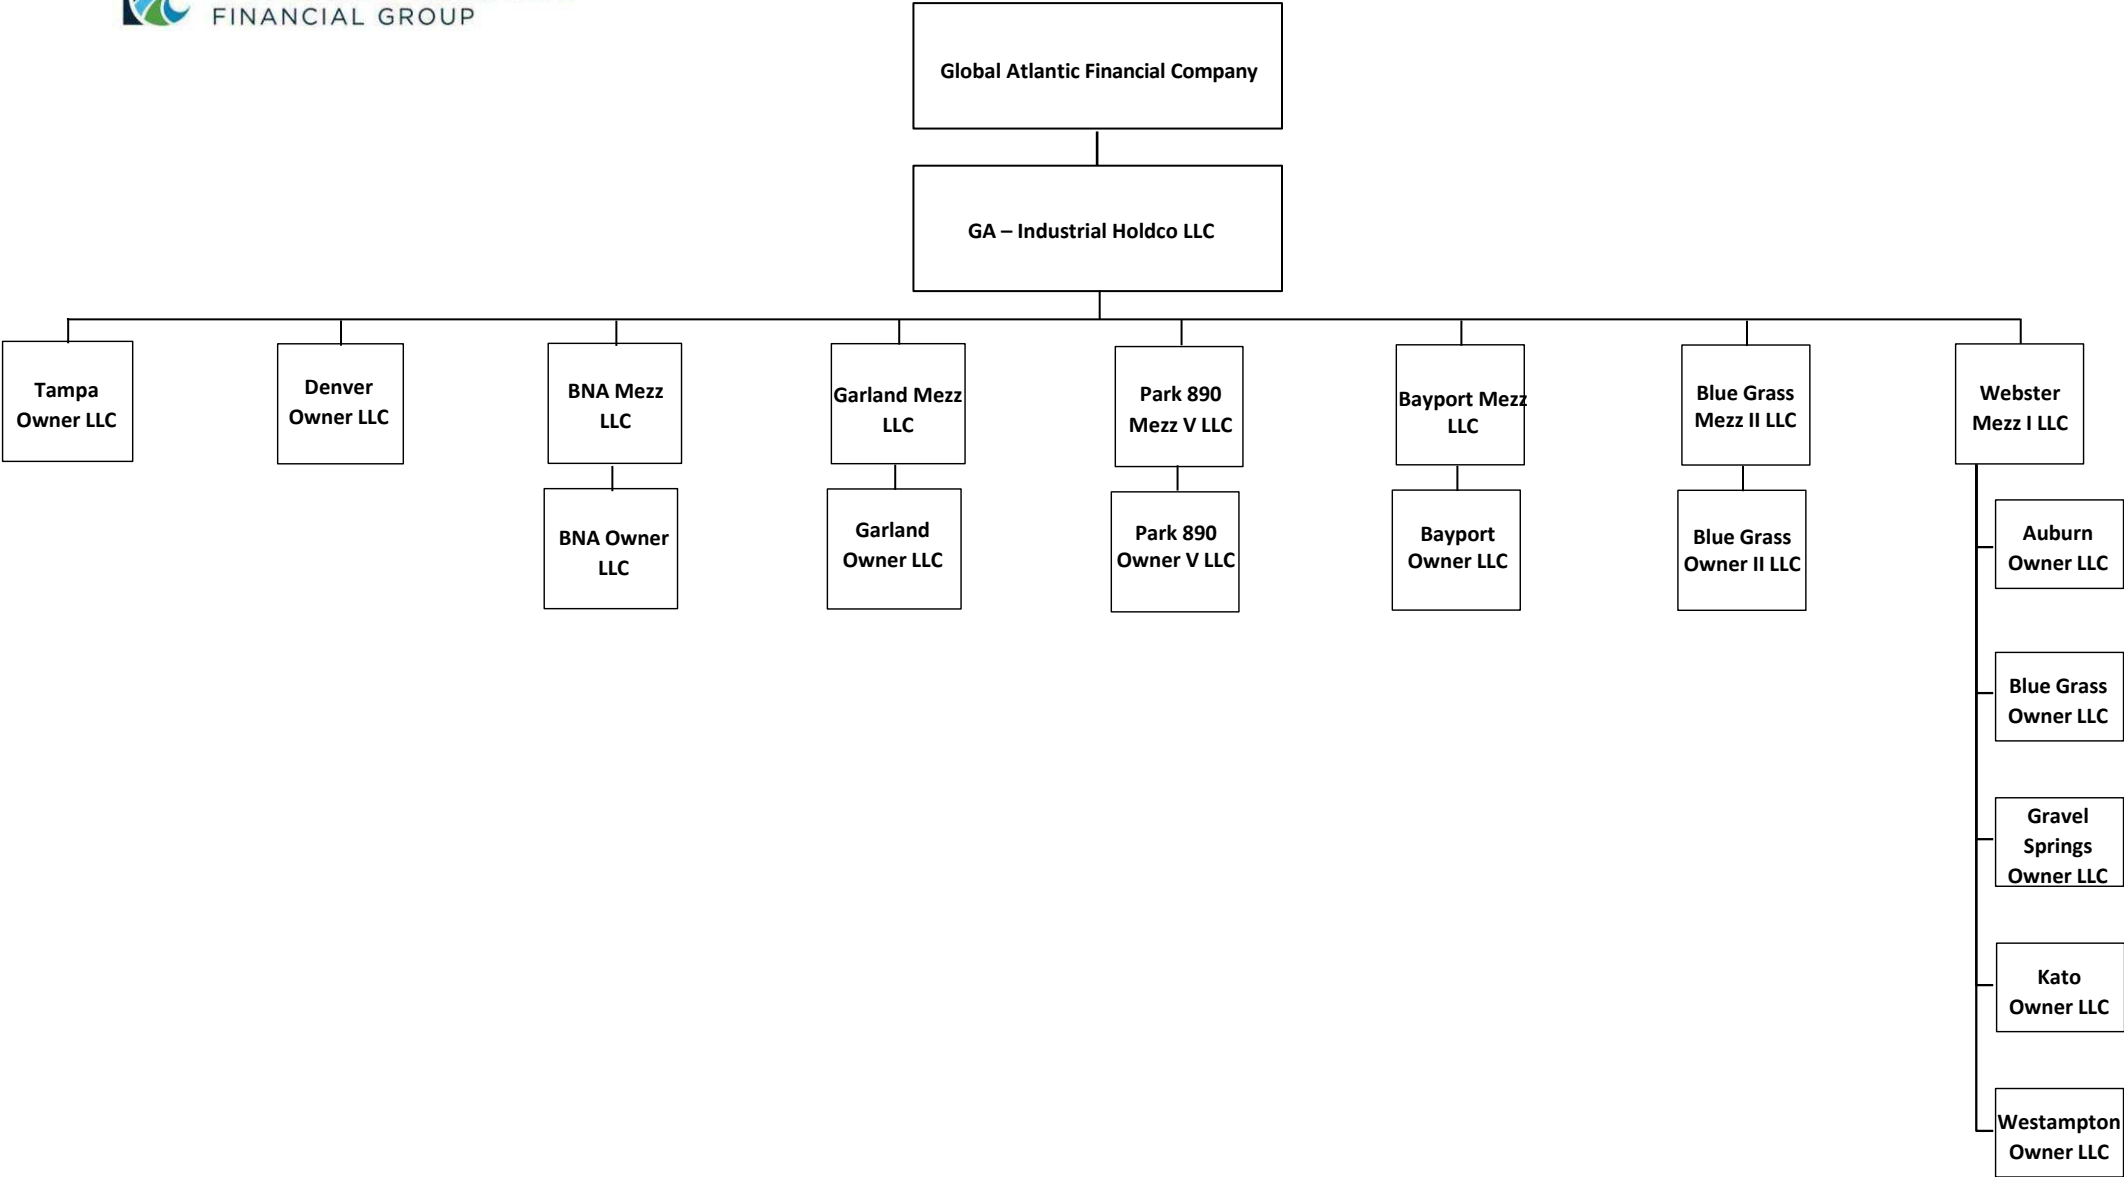 FINANCIAL GROUP
Global Atlantic Financial Company
GA – Industrial Holdco LLC
Tampa
Owner LLC
Denver
Owner LLC
BNA Mezz
LLC
Garland Mezz
LLC
Park 890
Mezz V LLC
Bayport Mezz
LLC
Blue Grass
Mezz II LLC
Webster
Mezz I LLC
BNA Owner
LLC
Garland
Owner LLC
Park 890
Owner V LLC
Bayport
Owner LLC
Blue Grass
Owner II LLC
Auburn
Owner LLC
Blue Grass
Owner LLC
Gravel
Springs
Owner LLC
Kato
Owner LLC
Westampton
Owner LLC